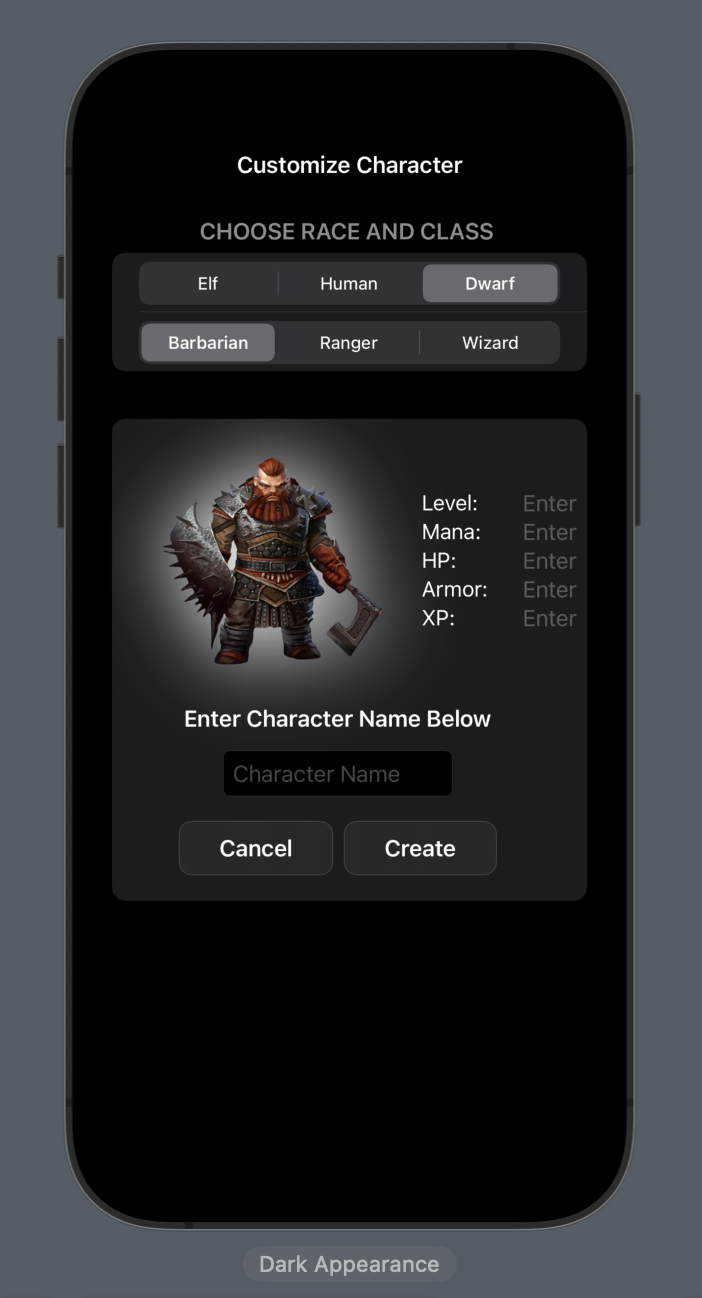 Customize Character
CHOOSE RACE AND CLASS
Elf Human Dwarf
Barbarian Ranger Wizard
Level: Enter
Mana: Enter
HP: Enter
Armor: Enter
XP: Enter
Enter Character Name Below
Character Name
Cancel Create
Dark Appearance